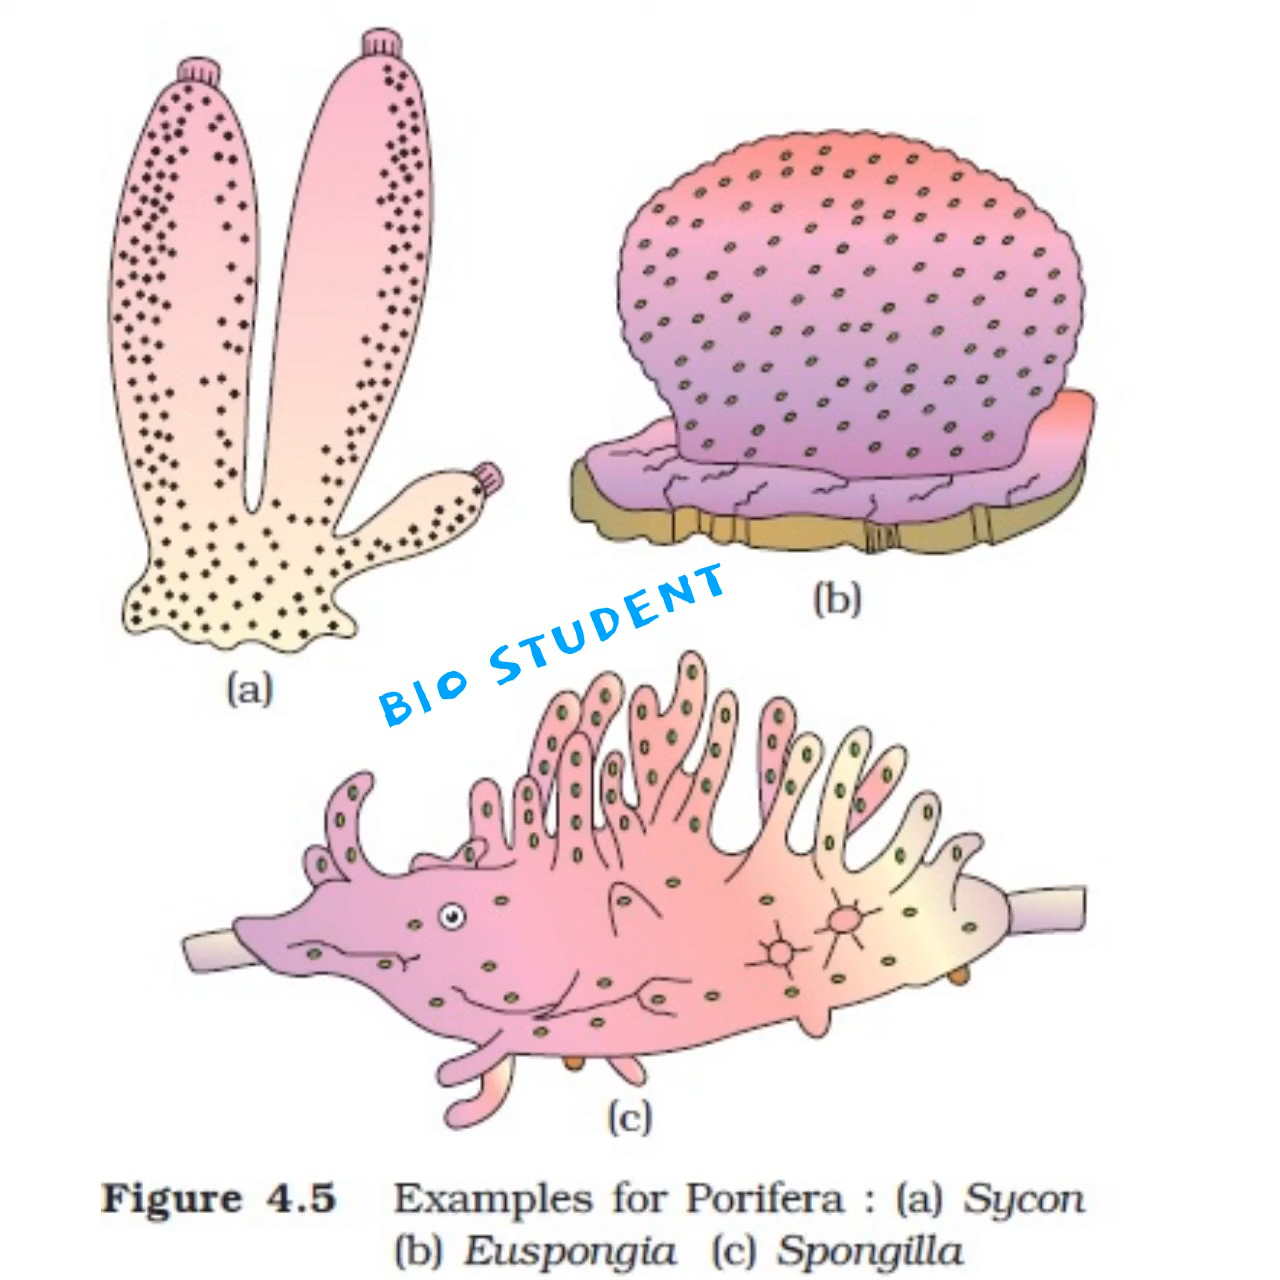 (a)
(b)
BIO STUDENT
(c)
Figure 4.5 Examples for Porifera : (a) Sycon
(b) Euspongia (c) Spongilla